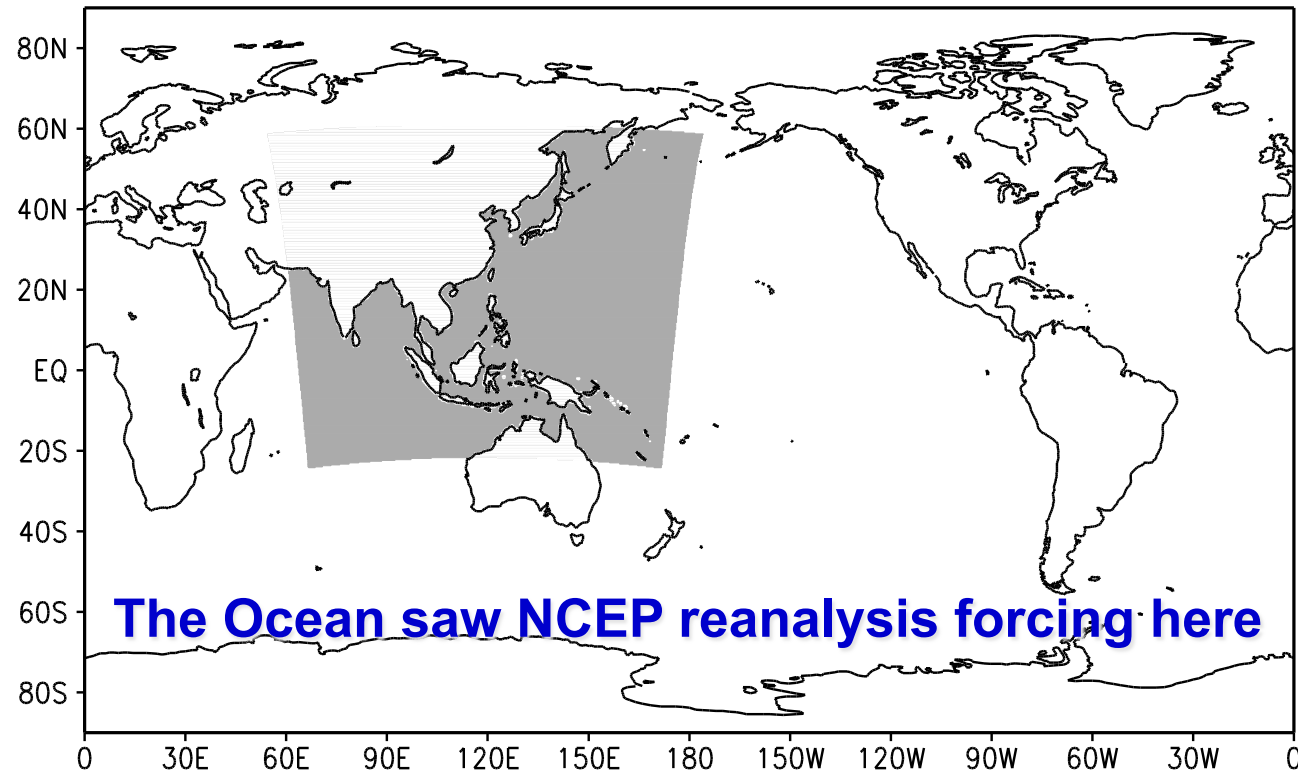 80N
60N
40N
20N
EQ
20S
40S
60S
80S
The Ocean saw NCEP reanalysis forcing here
0 30E 60E 90E 120E 150E 180 150W 120W 90W 60W 30W 0